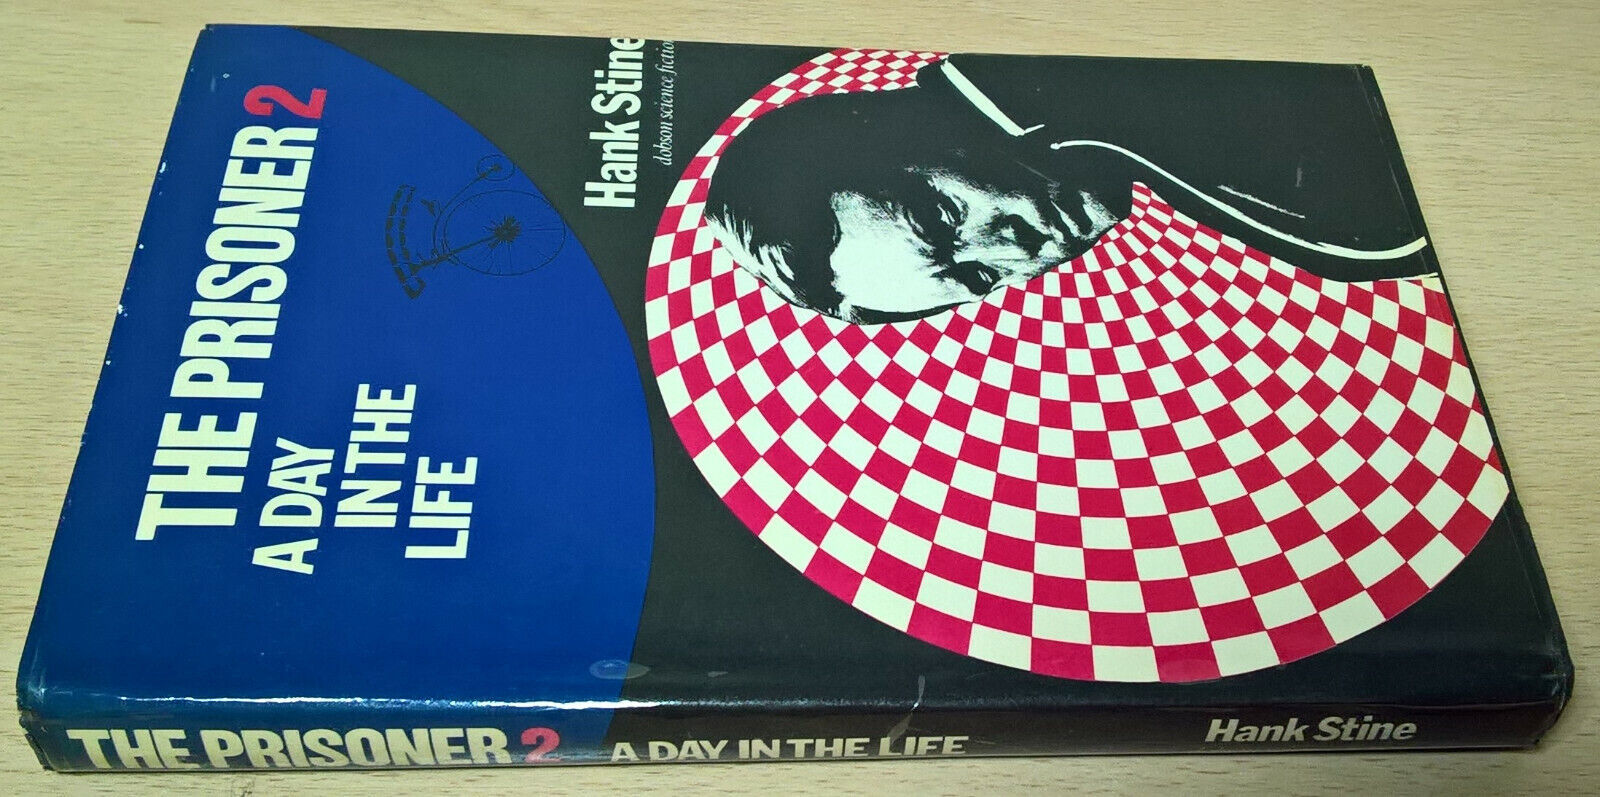 THE PRISONER 2
A DAY
IN THE
LIFE
Hank Stine
dobson science fiction
THE PRISONER 2 A DAY IN THE LIFE Hank Stine